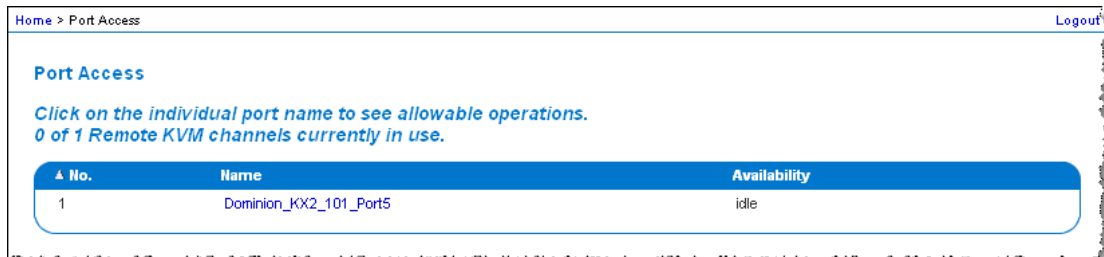 Home > Port Access Logout
Port Access
Click on the individual port name to see allowable operations.
0 of 1 Remote KVM channels currently in use.
▲ No. Name Availability
1 Dominion_KX2_101_Port5 idle